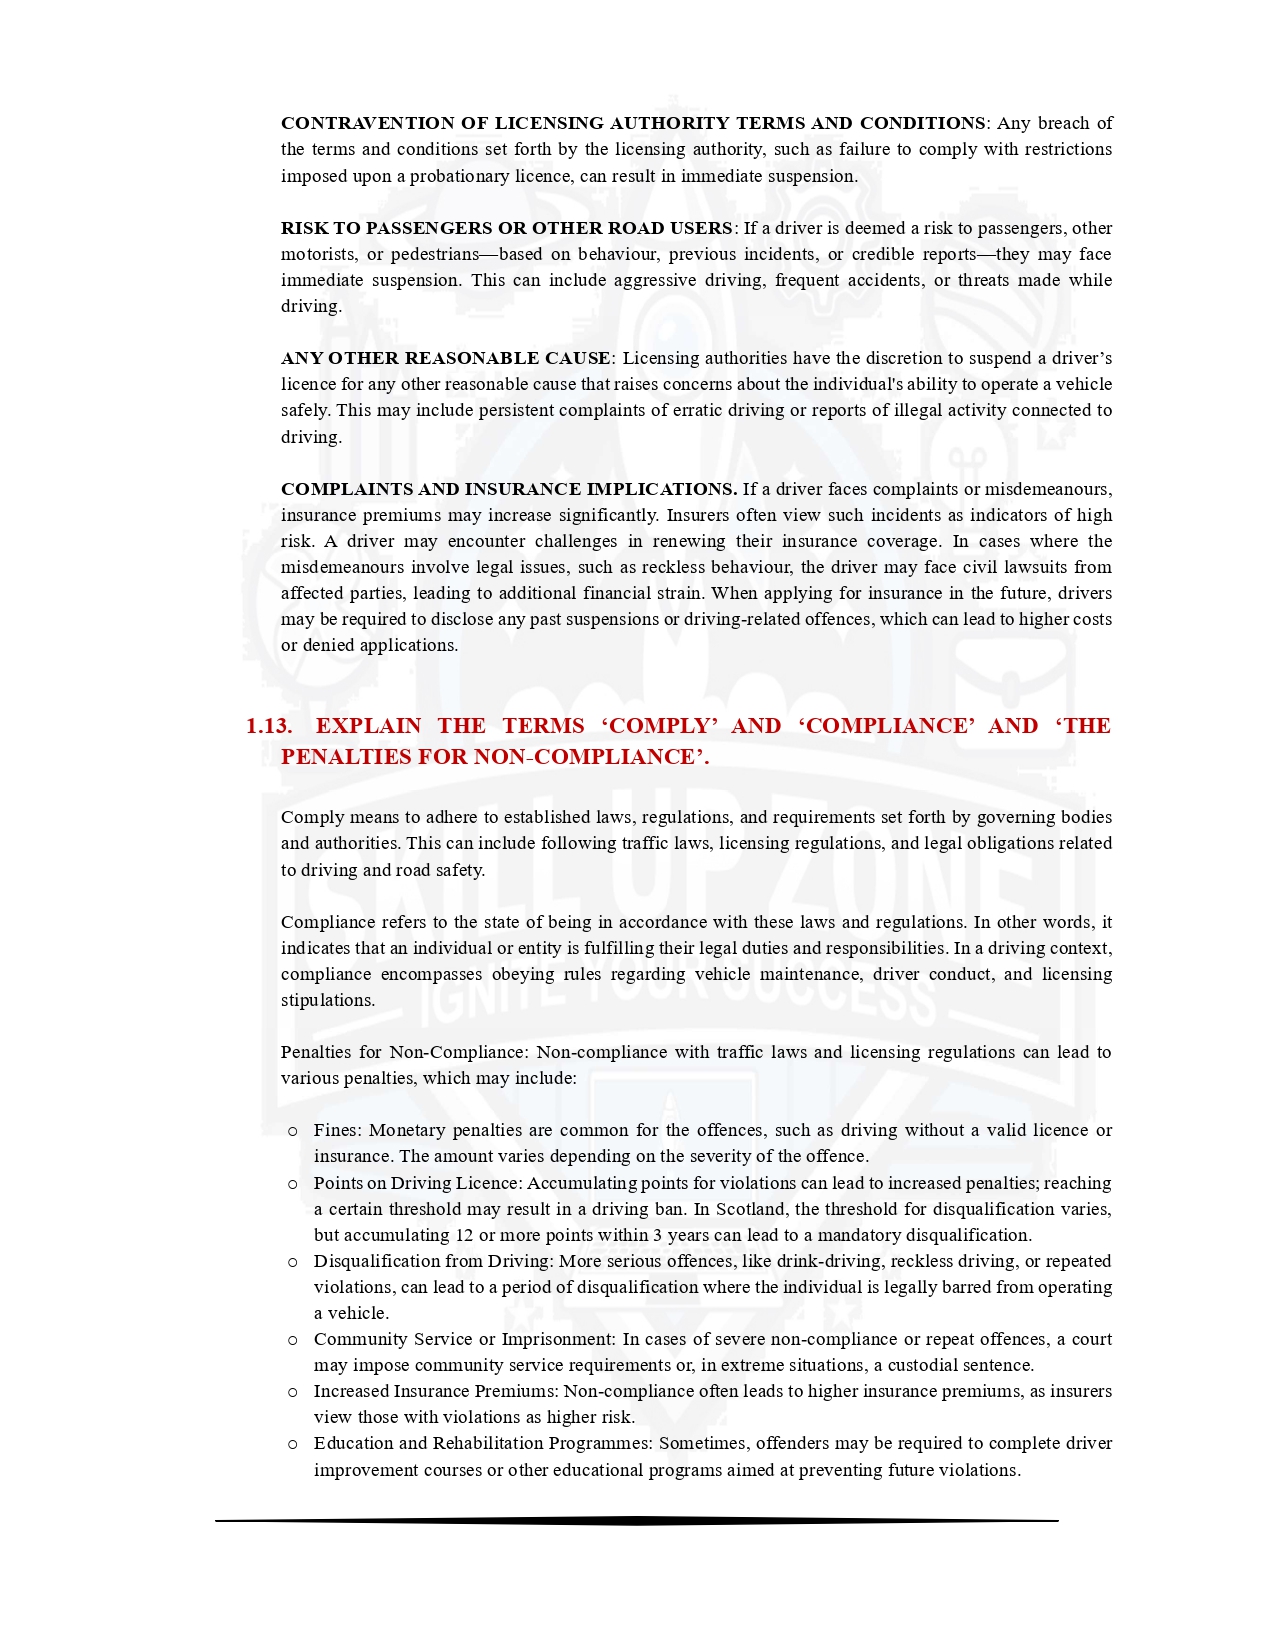 CONTRAVENTION OF LICENSING AUTHORITY TERMS AND CONDITIONS: Any breach of
the terms and conditions set forth by the licensing authority, such as failure to comply with restrictions
imposed upon a probationary licence, can result in immediate suspension.
RISK TO PASSENGERS OR OTHER ROAD USERS: If a driver is deemed a risk to passengers, other
motorists, or pedestrians—based on behaviour, previous incidents, or credible reports—they may face
immediate suspension. This can include aggressive driving, frequent accidents, or threats made while
driving.
ANY OTHER REASONABLE CAUSE: Licensing authorities have the discretion to suspend a driver’s
licence for any other reasonable cause that raises concerns about the individual's ability to operate a vehicle
safely. This may include persistent complaints of erratic driving or reports of illegal activity connected to
driving.
COMPLAINTS AND INSURANCE IMPLICATIONS. If a driver faces complaints or misdemeanours,
insurance premiums may increase significantly. Insurers often view such incidents as indicators of high
risk. A driver may encounter challenges in renewing their insurance coverage. In cases where the
misdemeanours involve legal issues, such as reckless behaviour, the driver may face civil lawsuits from
affected parties, leading to additional financial strain. When applying for insurance in the future, drivers
may be required to disclose any past suspensions or driving-related offences, which can lead to higher costs
or denied applications.
1.13. EXPLAIN THE TERMS ‘COMPLY’ AND ‘COMPLIANCE’ AND ‘THE
PENALTIES FOR NON-COMPLIANCE’.
Comply means to adhere to established laws, regulations, and requirements set forth by governing bodies
and authorities. This can include following traffic laws, licensing regulations, and legal obligations related
to driving and road safety.
SKILL UP ZONE
Compliance refers to the state of being in accordance with these laws and regulations. In other words, it
indicates that an individual or entity is fulfilling their legal duties and responsibilities. In a driving context,
compliance encompasses obeying rules regarding vehicle maintenance, driver conduct, and licensing
stipulations.
IGNITE YOUR SUCCESS
Penalties for Non-Compliance: Non-compliance with traffic laws and licensing regulations can lead to
various penalties, which may include:
o Fines: Monetary penalties are common for the offences, such as driving without a valid licence or
insurance. The amount varies depending on the severity of the offence.
o Points on Driving Licence: Accumulating points for violations can lead to increased penalties; reaching
a certain threshold may result in a driving ban. In Scotland, the threshold for disqualification varies,
but accumulating 12 or more points within 3 years can lead to a mandatory disqualification.
o Disqualification from Driving: More serious offences, like drink-driving, reckless driving, or repeated
violations, can lead to a period of disqualification where the individual is legally barred from operating
a vehicle.
o Community Service or Imprisonment: In cases of severe non-compliance or repeat offences, a court
may impose community service requirements or, in extreme situations, a custodial sentence.
o Increased Insurance Premiums: Non-compliance often leads to higher insurance premiums, as insurers
view those with violations as higher risk.
o Education and Rehabilitation Programmes: Sometimes, offenders may be required to complete driver
improvement courses or other educational programs aimed at preventing future violations.